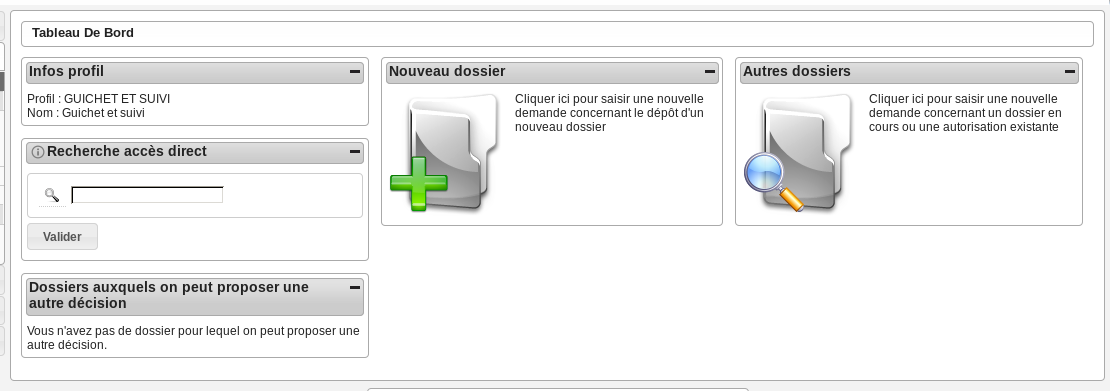 Tableau De Bord
Infos profil
Profil : GUICHET ET SUIVI
Nom : Guichet et suivi
Recherche accès direct
Valider
Dossiers auxquels on peut proposer une
autre décision
Vous n'avez pas de dossier pour lequel on peut proposer une
autre décision.
Nouveau dossier
Cliquer ici pour saisir une nouvelle
demande concernant le dépôt d'un
nouveau dossier
Autres dossiers
Cliquer ici pour saisir une nouvelle
demande concernant un dossier en
cours ou une autorisation existante